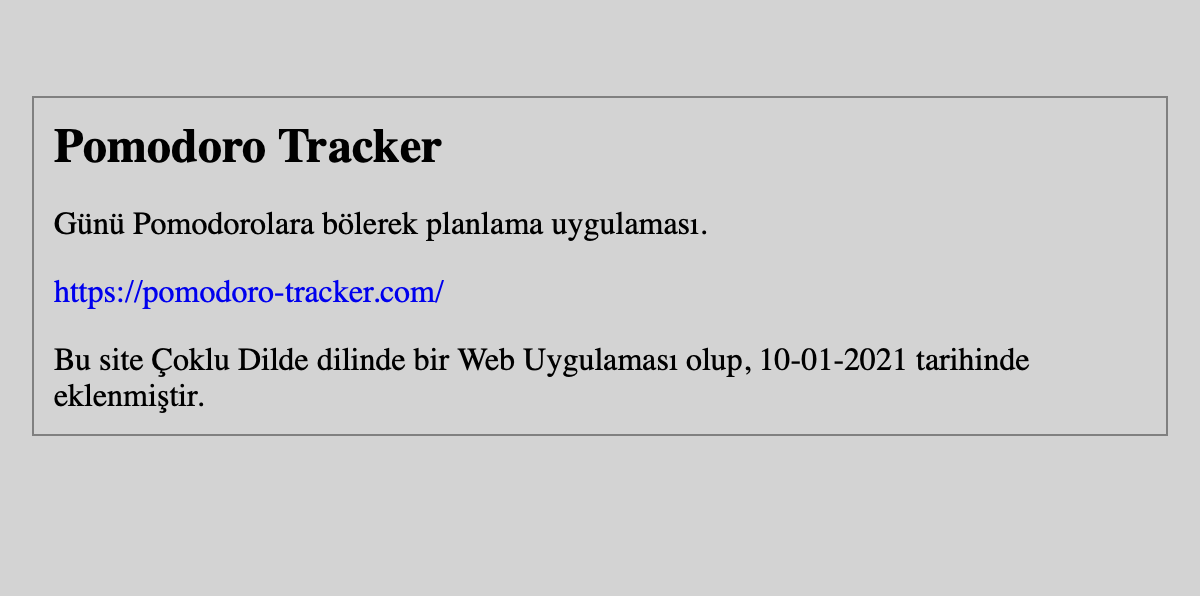 Pomodoro Tracker
Günü Pomodorolara bölerek planlama uygulaması.
https://pomodoro-tracker.com/
Bu site Çoklu Dilde dilinde bir Web Uygulaması olup, 10-01-2021 tarihinde
eklenmiştir.